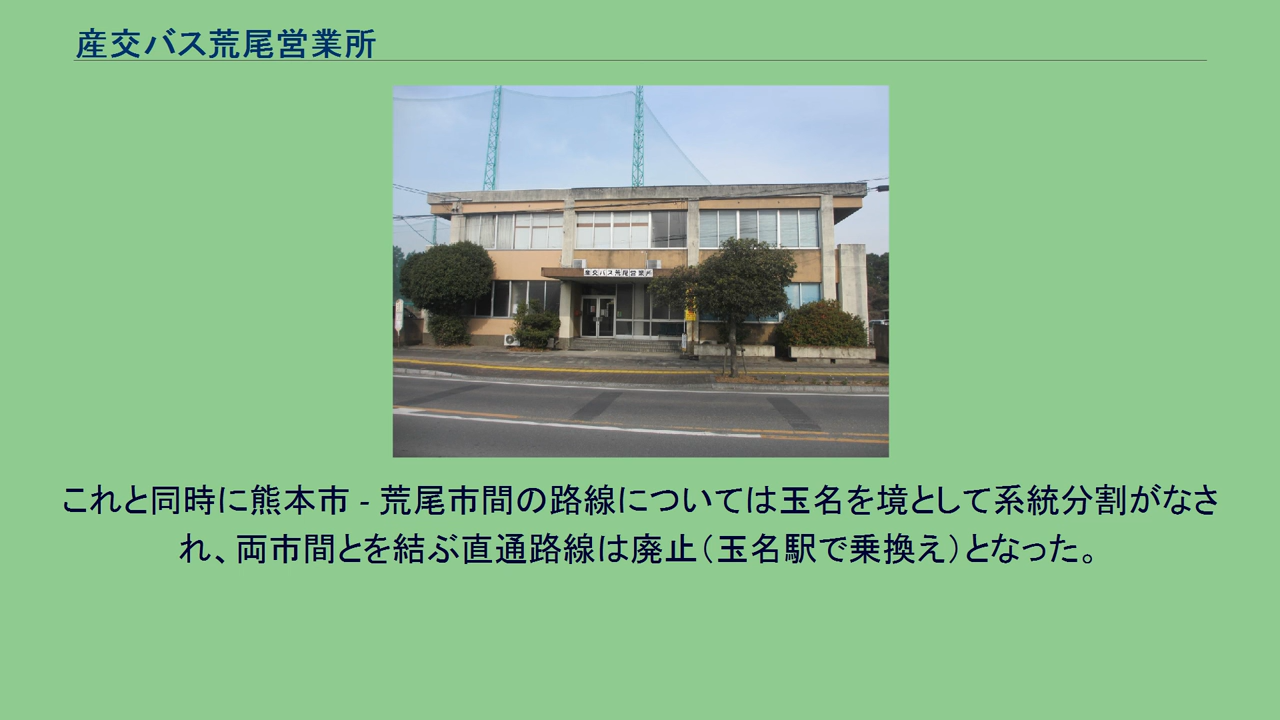 産交バス荒尾営業所
産交バス荒尾営業所
これと同時に熊本市 - 荒尾市間の路線については玉名を境として系統分割がなさ
れ、両市間とを結ぶ直通路線は廃止（玉名駅で乗換え）となった。